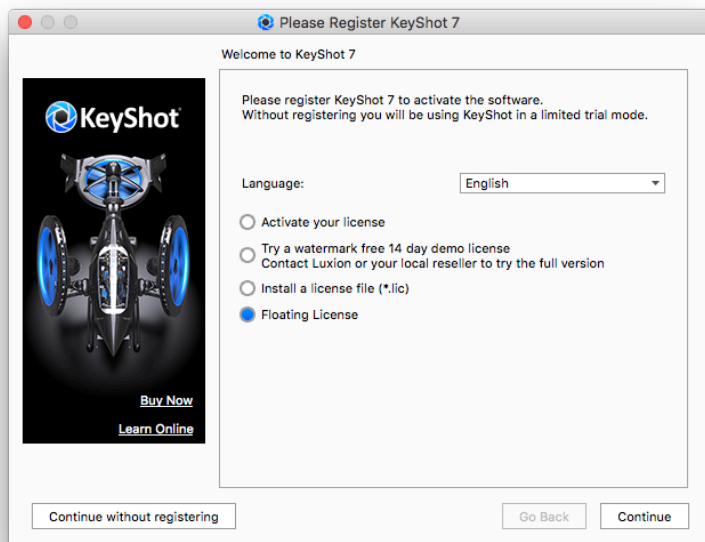 Please Register KeyShot 7
Welcome to KeyShot 7
KeyShot
Please register KeyShot 7 to activate the software.
Without registering you will be using KeyShot in a limited trial mode.
Language:
English
Activate your license
Try a watermark free 14 day demo license
Contact Luxion or your local reseller to try the full version
Install a license file (*.lic)
Floating License
Buy Now
Learn Online
Continue without registering
Go Back
Continue